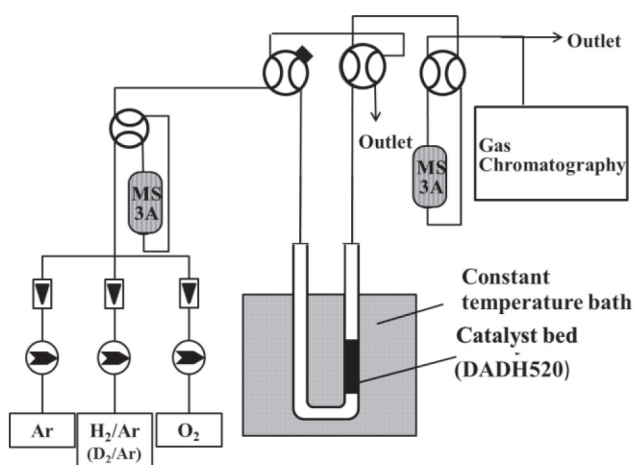 Outlet
Outlet
Gas
Chromatography
MS
3A
MS
3A
Constant
temperature bath
Catalyst bed
(DADH520)
Ar
H₂/Ar
(D₂/Ar)
O₂